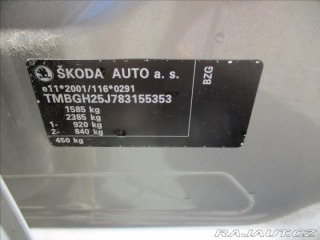 ŠKODA AUTO a. s.
e11*2001/116*0291
TMBGH25J783155353
1585 kg
2385 kg
1- 920 kg
2- 840 kg
450 kg
BZG
RAJAUT.CZ